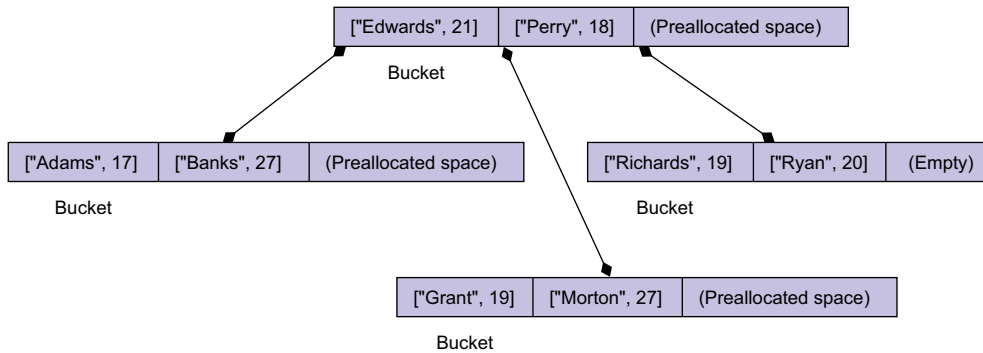 ["Edwards", 21] ["Perry", 18] (Preallocated space)
Bucket
["Adams", 17] ["Banks", 27] (Preallocated space)
Bucket
["Richards", 19] ["Ryan", 20] (Empty)
Bucket
["Grant", 19] ["Morton", 27] (Preallocated space)
Bucket